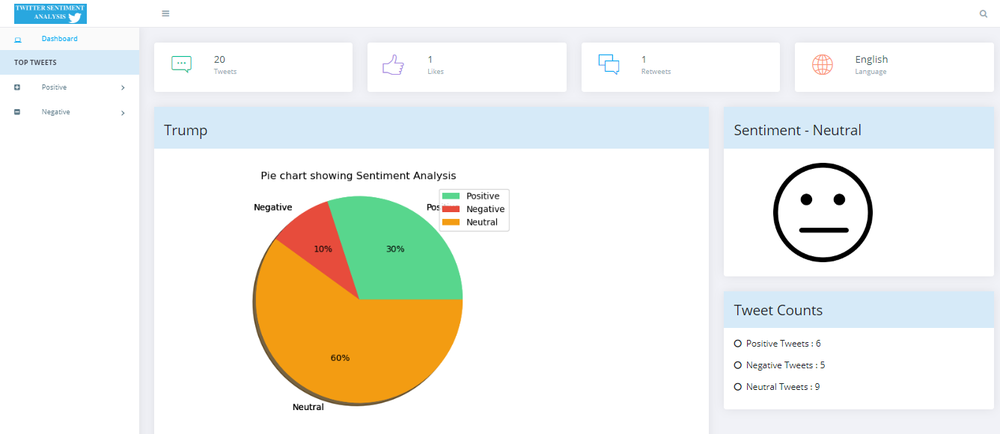 TWITTER SENTIMENT
ANALYSIS
Dashboard
TOP TWEETS
Positive
Negative
20
Tweets
1
Likes
1
Retweets
English
Language
Trump
Pie chart showing Sentiment Analysis
Positive
Negative
Neutral
Negative
10%
30%
60%
Neutral
Sentiment - Neutral
Tweet Counts
Positive Tweets : 6
Negative Tweets : 5
Neutral Tweets : 9